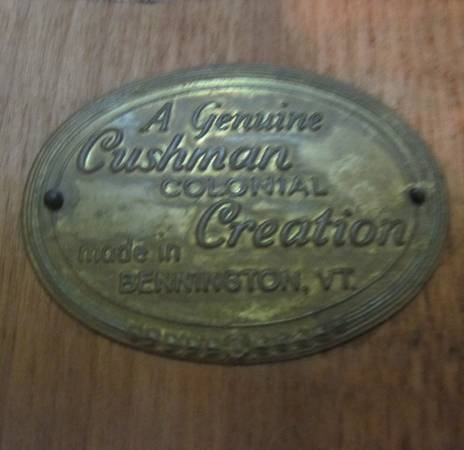 A Genuine
Cushman
COLONIAL
Creation
made in
BENNINGTON, VT.